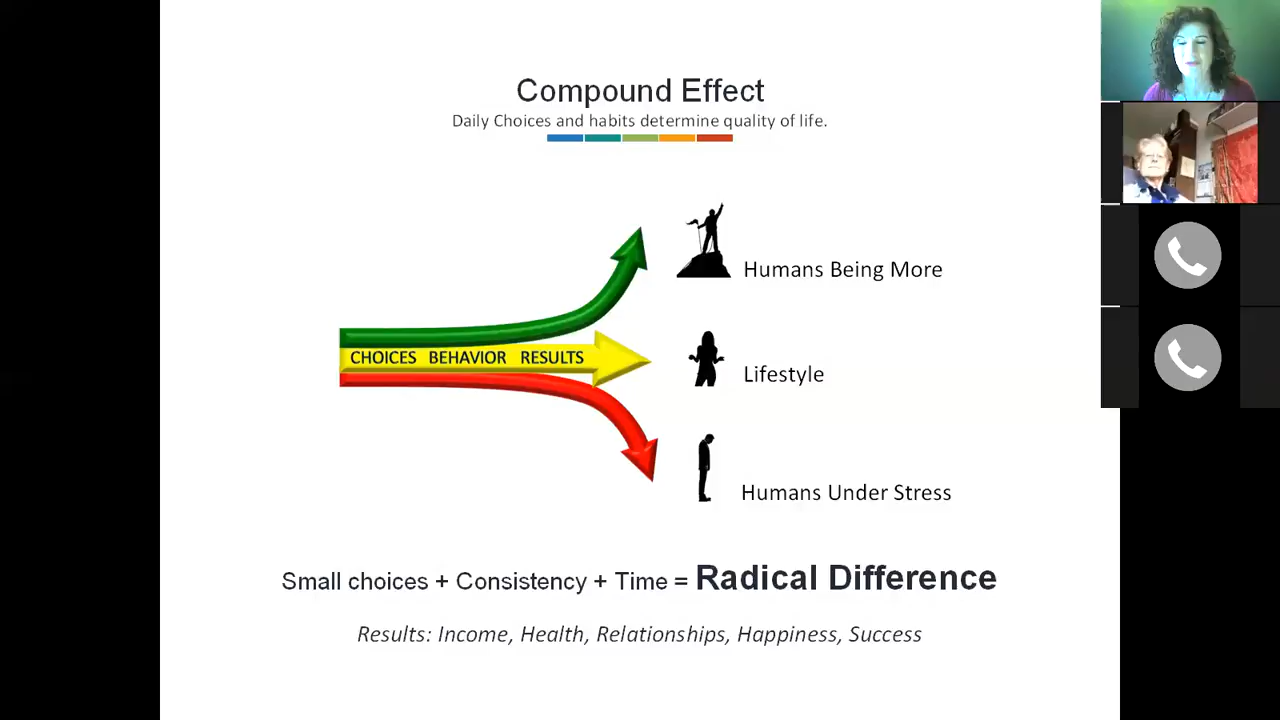 Compound Effect
Daily Choices and habits determine quality of life.
Humans Being More
CHOICES BEHAVIOR RESULTS
Lifestyle
Humans Under Stress
Small choices + Consistency + Time = Radical Difference
Results: Income, Health, Relationships, Happiness, Success